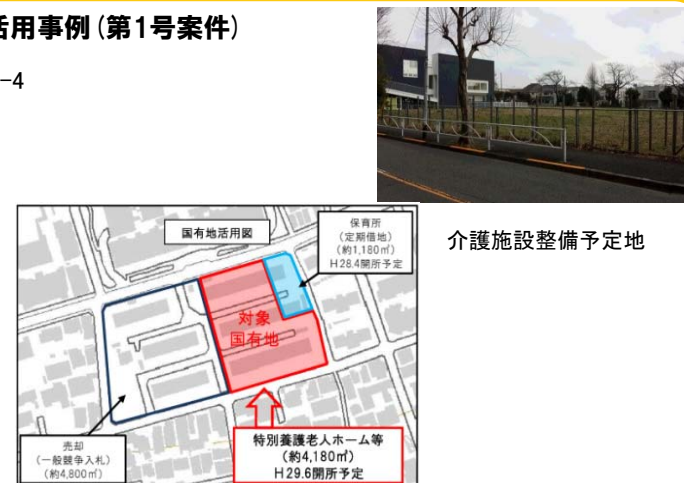 活用事例(第1号案件)
-4
介護施設整備予定地
国有地活用図
保育所
(定期借地)
(約1,180㎡)
H28.4開所予定
対象
国有地
売却
(一般競争入札)
(約4,800㎡)
特別養護老人ホーム等
(約4,180㎡)
H29.6開所予定